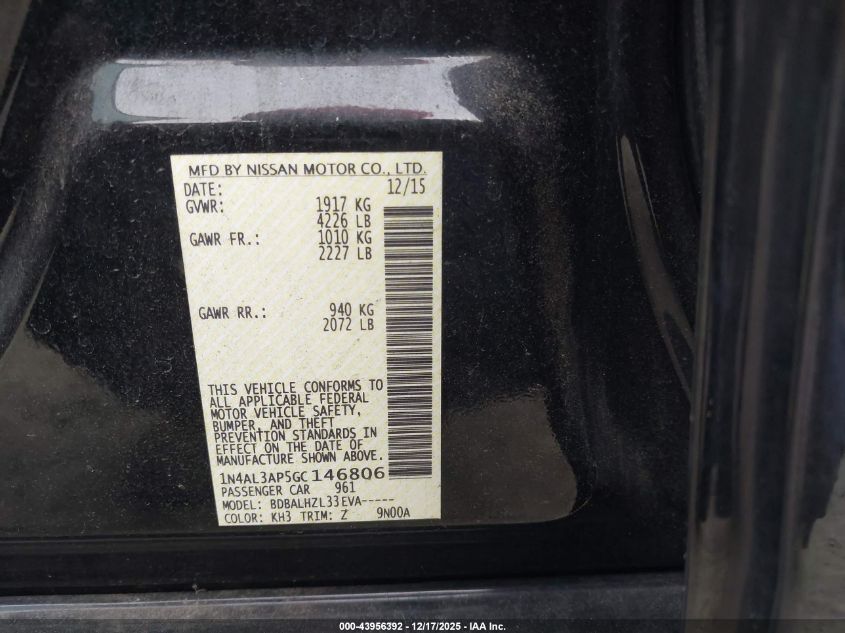 MFD BY NISSAN MOTOR CO., LTD.
DATE: 12/15
GVWR: 1917 KG
4226 LB
GAWR FR.: 1010 KG
2227 LB
GAWR RR.: 940 KG
2072 LB
THIS VEHICLE CONFORMS TO
ALL APPLICABLE FEDERAL
MOTOR VEHICLE SAFETY,
BUMPER, AND THEFT
PREVENTION STANDARDS IN
EFFECT ON THE DATE OF
MANUFACTURE SHOWN ABOVE.
1N4AL3AP5GC146806
PASSENGER CAR 961
MODEL: BDBALHZL33EVA-----
COLOR: KH3 TRIM: Z 9N00A
000-43956392 - 12/17/2025 - IAA Inc.